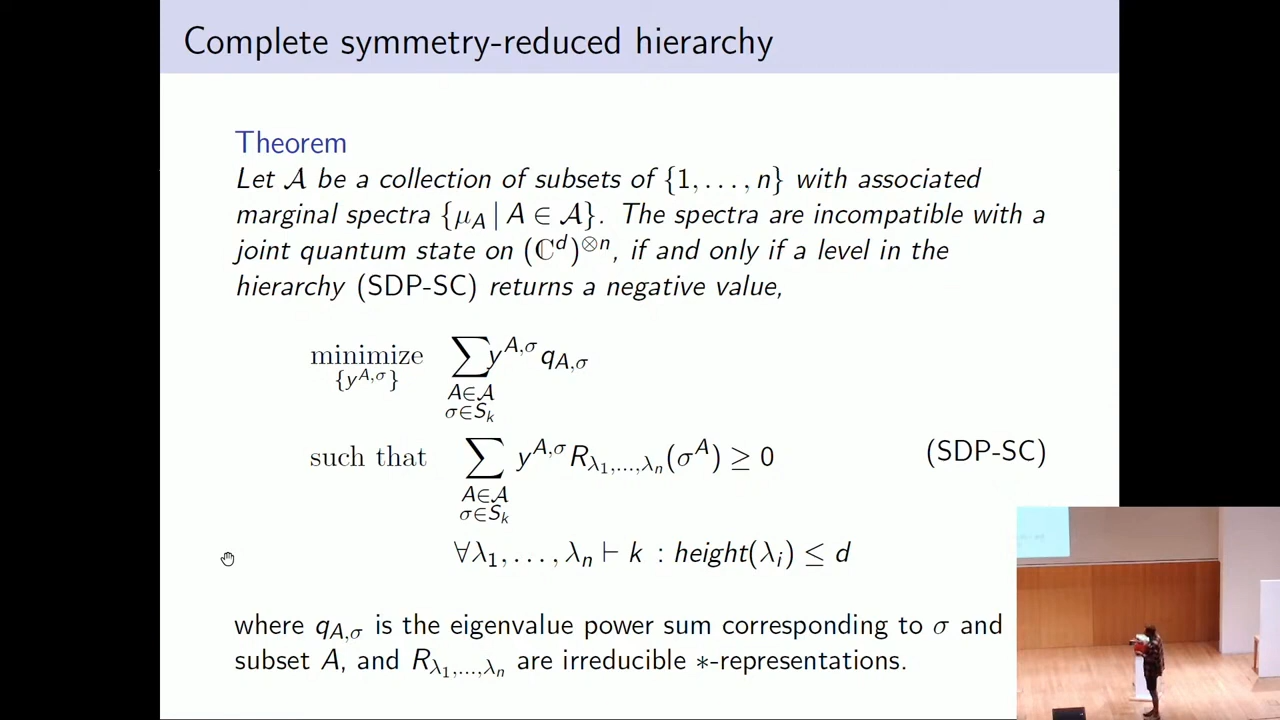 Complete symmetry-reduced hierarchy
Theorem
Let 𝒜 be a collection of subsets of {1, . . . , n} with associated
marginal spectra {μ_A | A ∈ 𝒜}. The spectra are incompatible with a
joint quantum state on (ℂ^d)^{⊗n}, if and only if a level in the
hierarchy (SDP-SC) returns a negative value,
minimize_{{y^{A,σ}}} ∑_{A∈𝒜, σ∈S_k} y^{A,σ} q_{A,σ}
such that ∑_{A∈𝒜, σ∈S_k} y^{A,σ} R_{λ_1,...,λ_n}(σ^A) ≥ 0 (SDP-SC)
∀λ_1, . . . , λ_n ⊢ k : height(λ_i) ≤ d
where q_{A,σ} is the eigenvalue power sum corresponding to σ and
subset A, and R_{λ_1,...,λ_n} are irreducible ∗-representations.